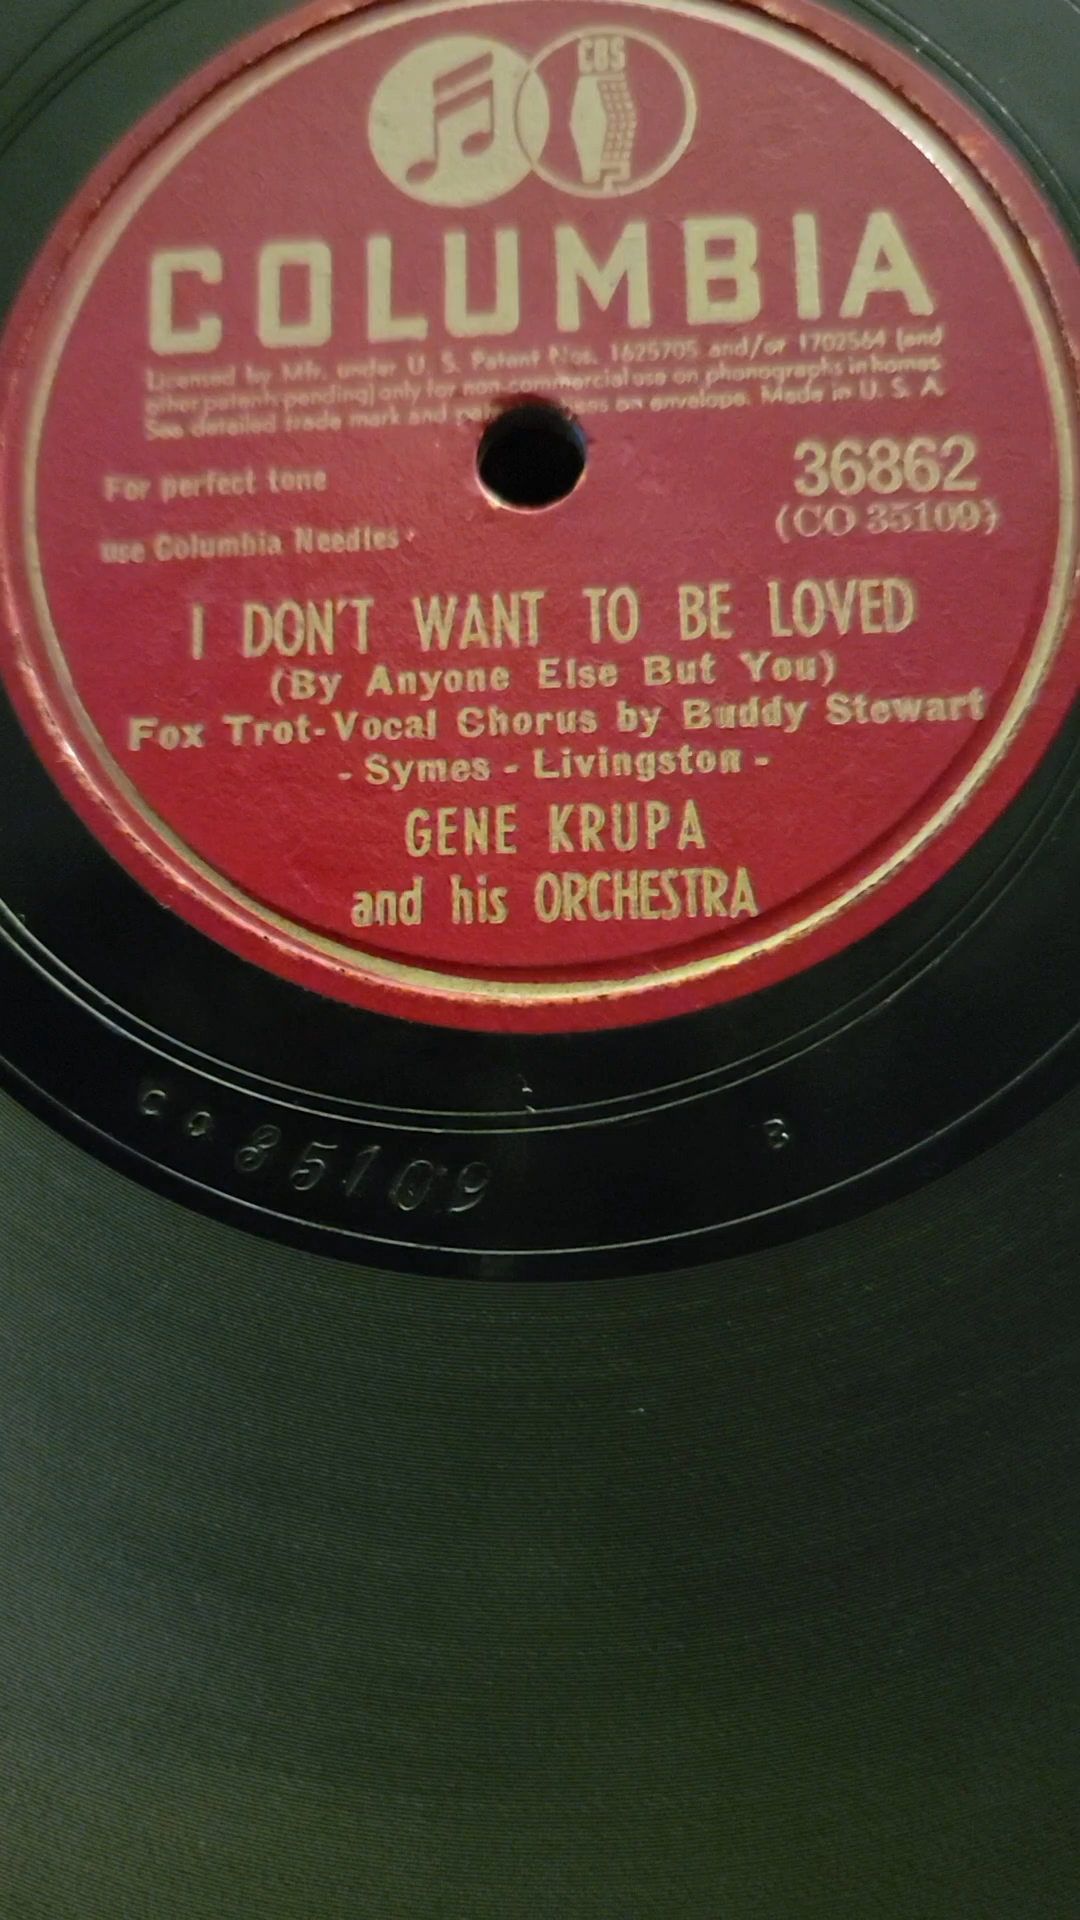 CBS
COLUMBIA
Licensed by Mfr. under U. S. Patent Nos. 1625705 and/or 1702564 (and
other patents pending) only for non-commercial use on phonographs in homes
See detailed trade mark and on envelope. Made in U. S. A.
For perfect tone
use Columbia Needles
36862
(CO 35109)
I DON'T WANT TO BE LOVED
(By Anyone Else But You)
Fox Trot-Vocal Chorus by Buddy Stewart
- Symes - Livingston -
GENE KRUPA
and his ORCHESTRA
CO 35109
B